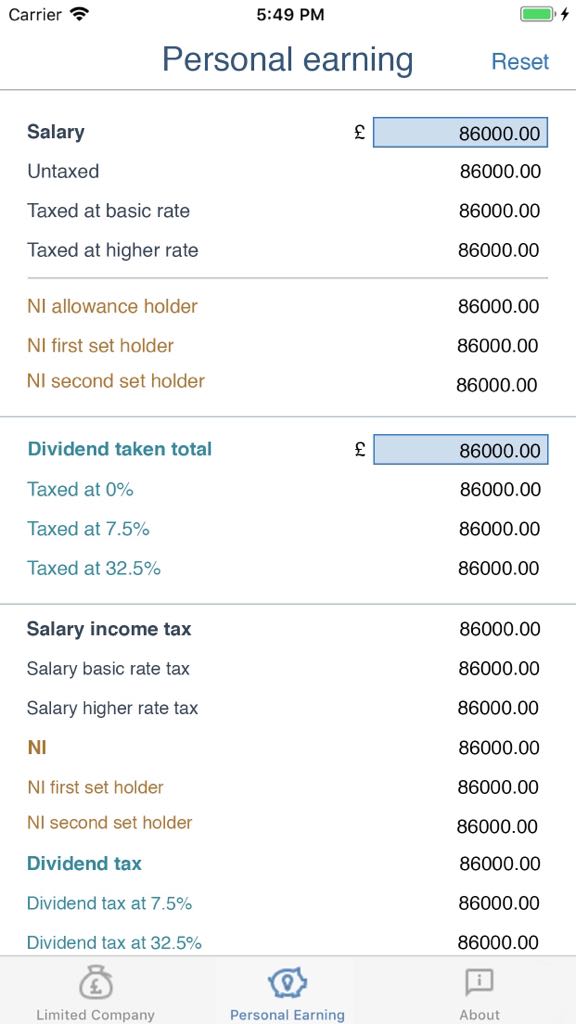 Carrier 5:49 PM
Personal earning Reset
Salary £ 86000.00
Untaxed 86000.00
Taxed at basic rate 86000.00
Taxed at higher rate 86000.00
NI allowance holder 86000.00
NI first set holder 86000.00
NI second set holder 86000.00
Dividend taken total £ 86000.00
Taxed at 0% 86000.00
Taxed at 7.5% 86000.00
Taxed at 32.5% 86000.00
Salary income tax 86000.00
Salary basic rate tax 86000.00
Salary higher rate tax 86000.00
NI 86000.00
NI first set holder 86000.00
NI second set holder 86000.00
Dividend tax 86000.00
Dividend tax at 7.5% 86000.00
Dividend tax at 32.5% 86000.00
£
Limited Company Personal Earning About